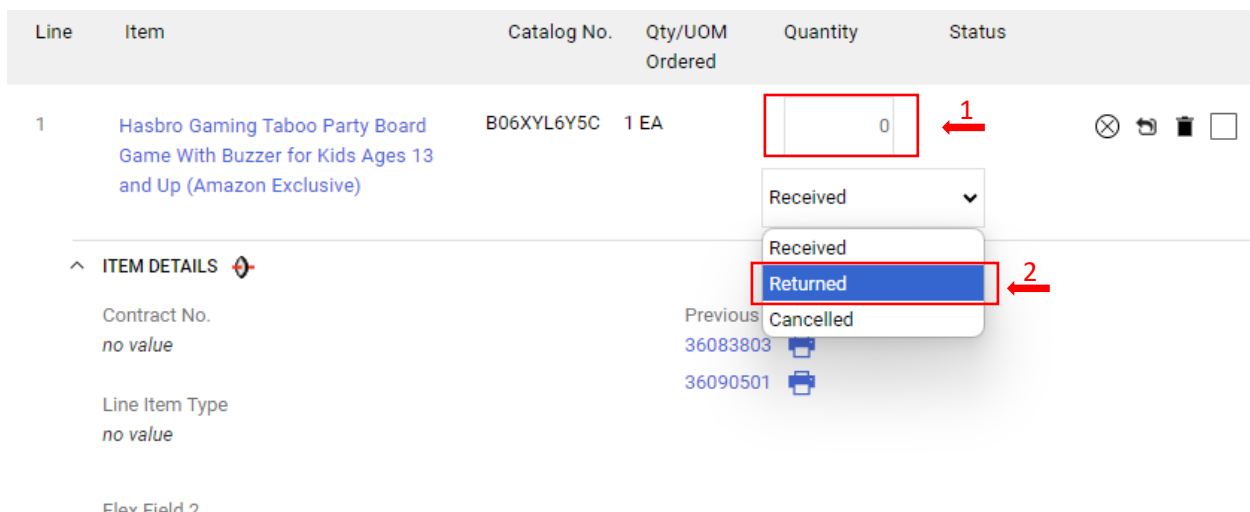 Line Item Catalog No. Qty/UOM Quantity Status
Ordered
1 Hasbro Gaming Taboo Party Board B06XYL6Y5C 1 EA 0 1
Game With Buzzer for Kids Ages 13
and Up (Amazon Exclusive)
Received
Received
ITEM DETAILS
Returned 2
Contract No. Previous Cancelled
no value 36083803
36090501
Line Item Type
no value
Flex Field 2